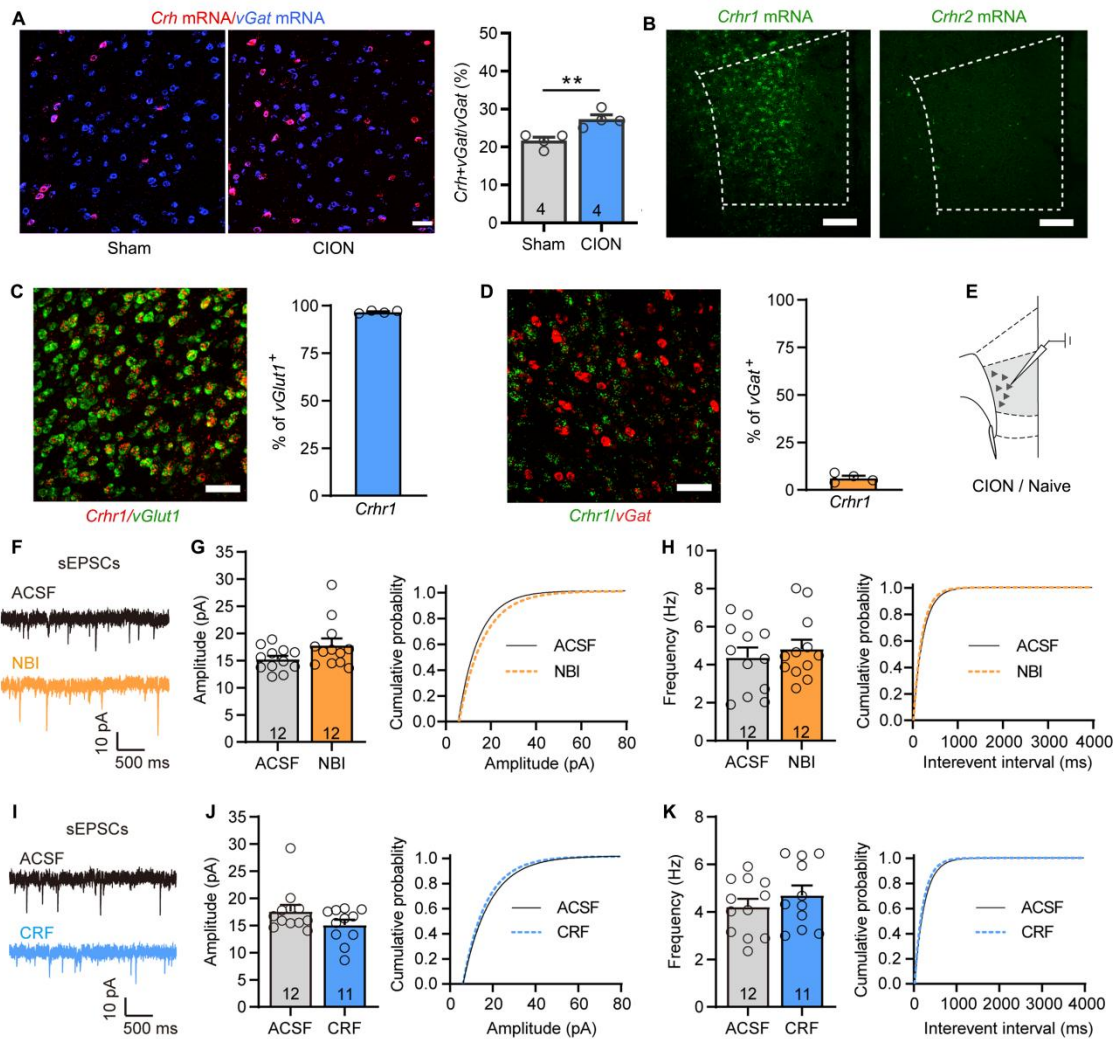 A
Crh mRNA/vGat mRNA
Sham
CION
Crh+vGat/vGat (%)
50
40
30
20
10
0
**
4
4
Sham
CION
B
Crhr1 mRNA
Crhr2 mRNA
C
Crhr1/vGlut1
% of vGlut1+
100
75
50
25
0
Crhr1
D
Crhr1/vGat
% of vGat+
100
75
50
25
0
Crhr1
E
CION / Naive
F
sEPSCs
ACSF
NBI
10 pA
500 ms
G
Amplitude (pA)
35
30
25
20
15
10
5
0
12
12
ACSF
NBI
Cumulative probablity
1.0
0.8
0.6
0.4
0.2
0.0
ACSF
NBI
0
20
40
60
80
Amplitude (pA)
H
Frequency (Hz)
10
8
6
4
2
0
12
12
ACSF
NBI
Cumulative probablity
1.0
0.8
0.6
0.4
1.2
0.0
ACSF
NBI
0
1000
2000
3000
4000
Interevent interval (ms)
I
sEPSCs
ACSF
CRF
10 pA
500 ms
J
Amplitude (pA)
35
30
25
20
15
10
5
0
12
11
ACSF
CRF
Cumulative probablity
1.0
0.8
0.6
0.4
0.2
0.0
ACSF
CRF
0
20
40
60
80
Amplitude (pA)
K
Frequency (Hz)
8
6
4
2
0
12
11
ACSF
CRF
Cumulative probablity
1.0
0.8
0.6
0.4
1.2
0.0
ACSF
CRF
0
1000
2000
3000
4000
Interevent interval (ms)